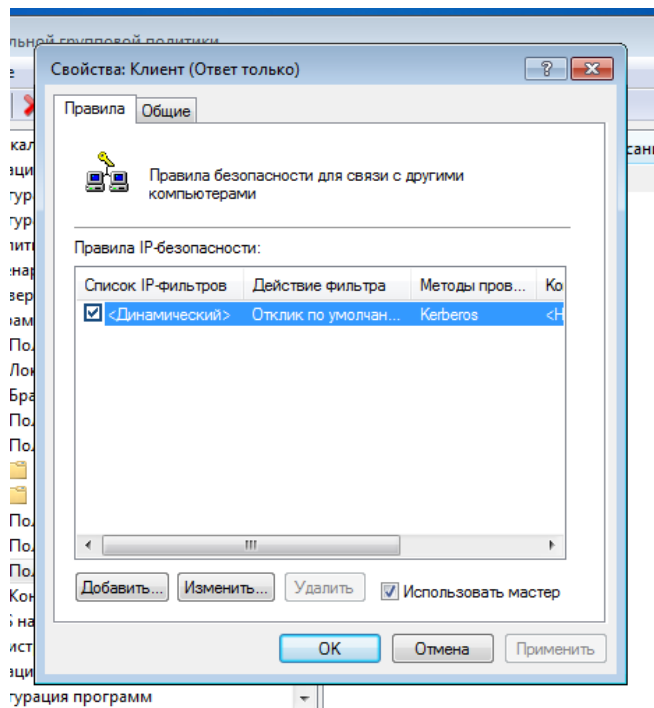 льной групповой политики
Свойства: Клиент (Ответ только)
Правила
Общие
Правила безопасности для связи с другими
компьютерами
Правила IP-безопасности:
Список IP-фильтров Действие фильтра Методы пров... Ко
<Динамический> Отклик по умолчан... Kerberos <Н
Добавить... Изменить... Удалить Использовать мастер
OK Отмена Применить
гурация программ